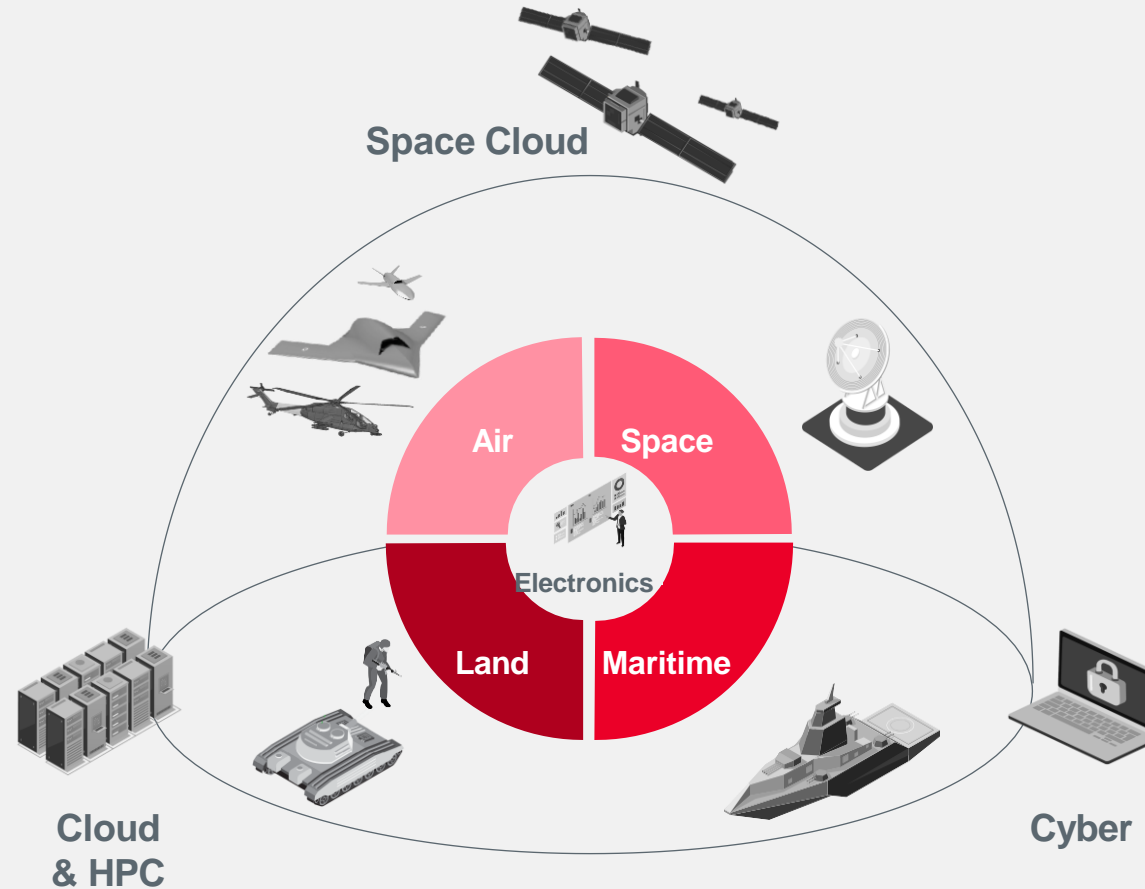 Space Cloud
Air
Space
Electronics
Land
Maritime
Cloud
& HPC
Cyber